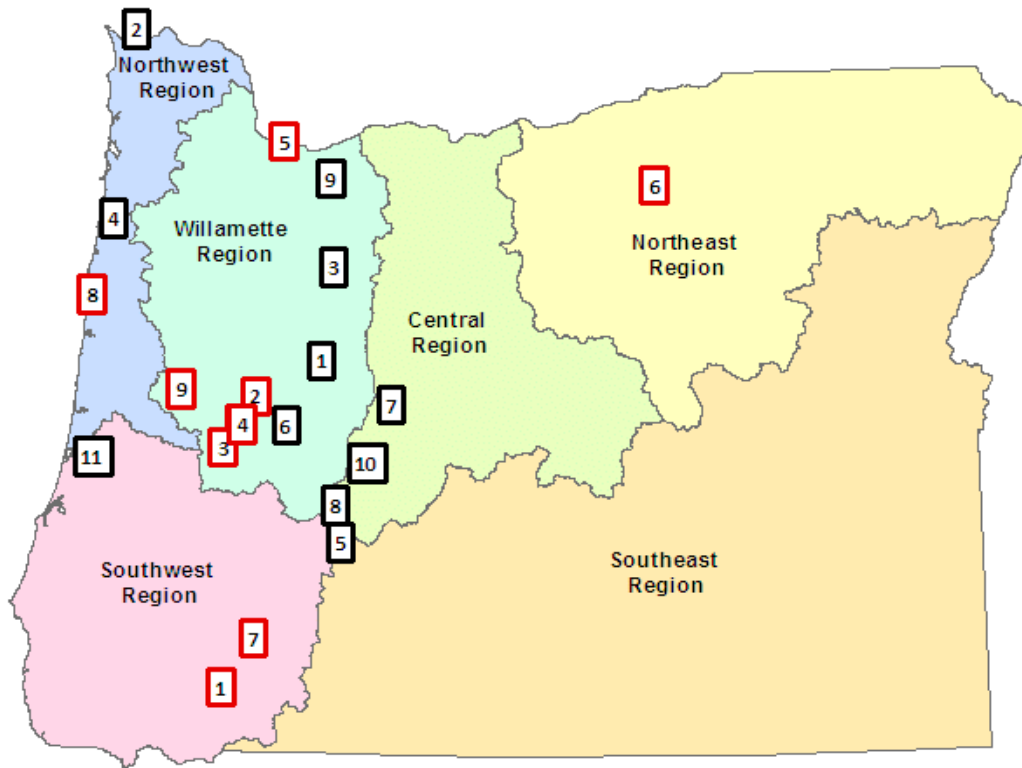 2
Northwest
Region
5
9
6
4
Willamette
Region
3
Northeast
Region
8
Central
Region
1
9
2
7
4
6
3
11
10
8
5
Southwest
Region
Southeast
Region
7
1